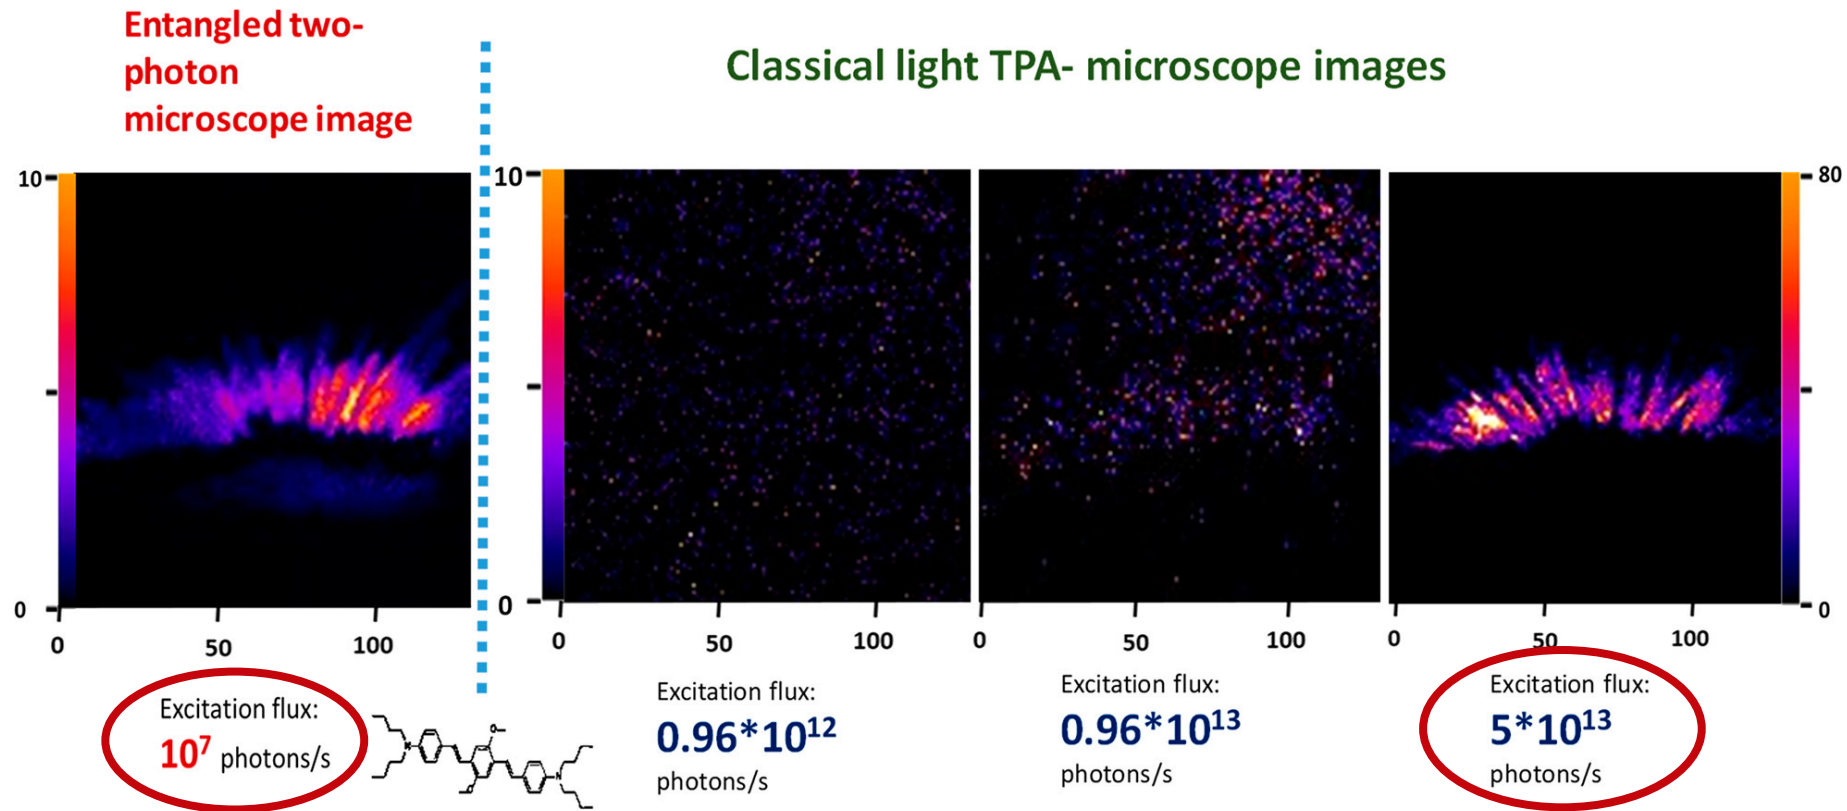 Entangled two-
photon
microscope image
Classical light TPA- microscope images
10
0
0
50
100
10
0
0
50
100
0
50
100
80
0
0
50
100
Excitation flux:
10⁷ photons/s
N
O
O
N
Excitation flux:
0.96*10¹²
photons/s
Excitation flux:
0.96*10¹³
photons/s
Excitation flux:
5*10¹³
photons/s